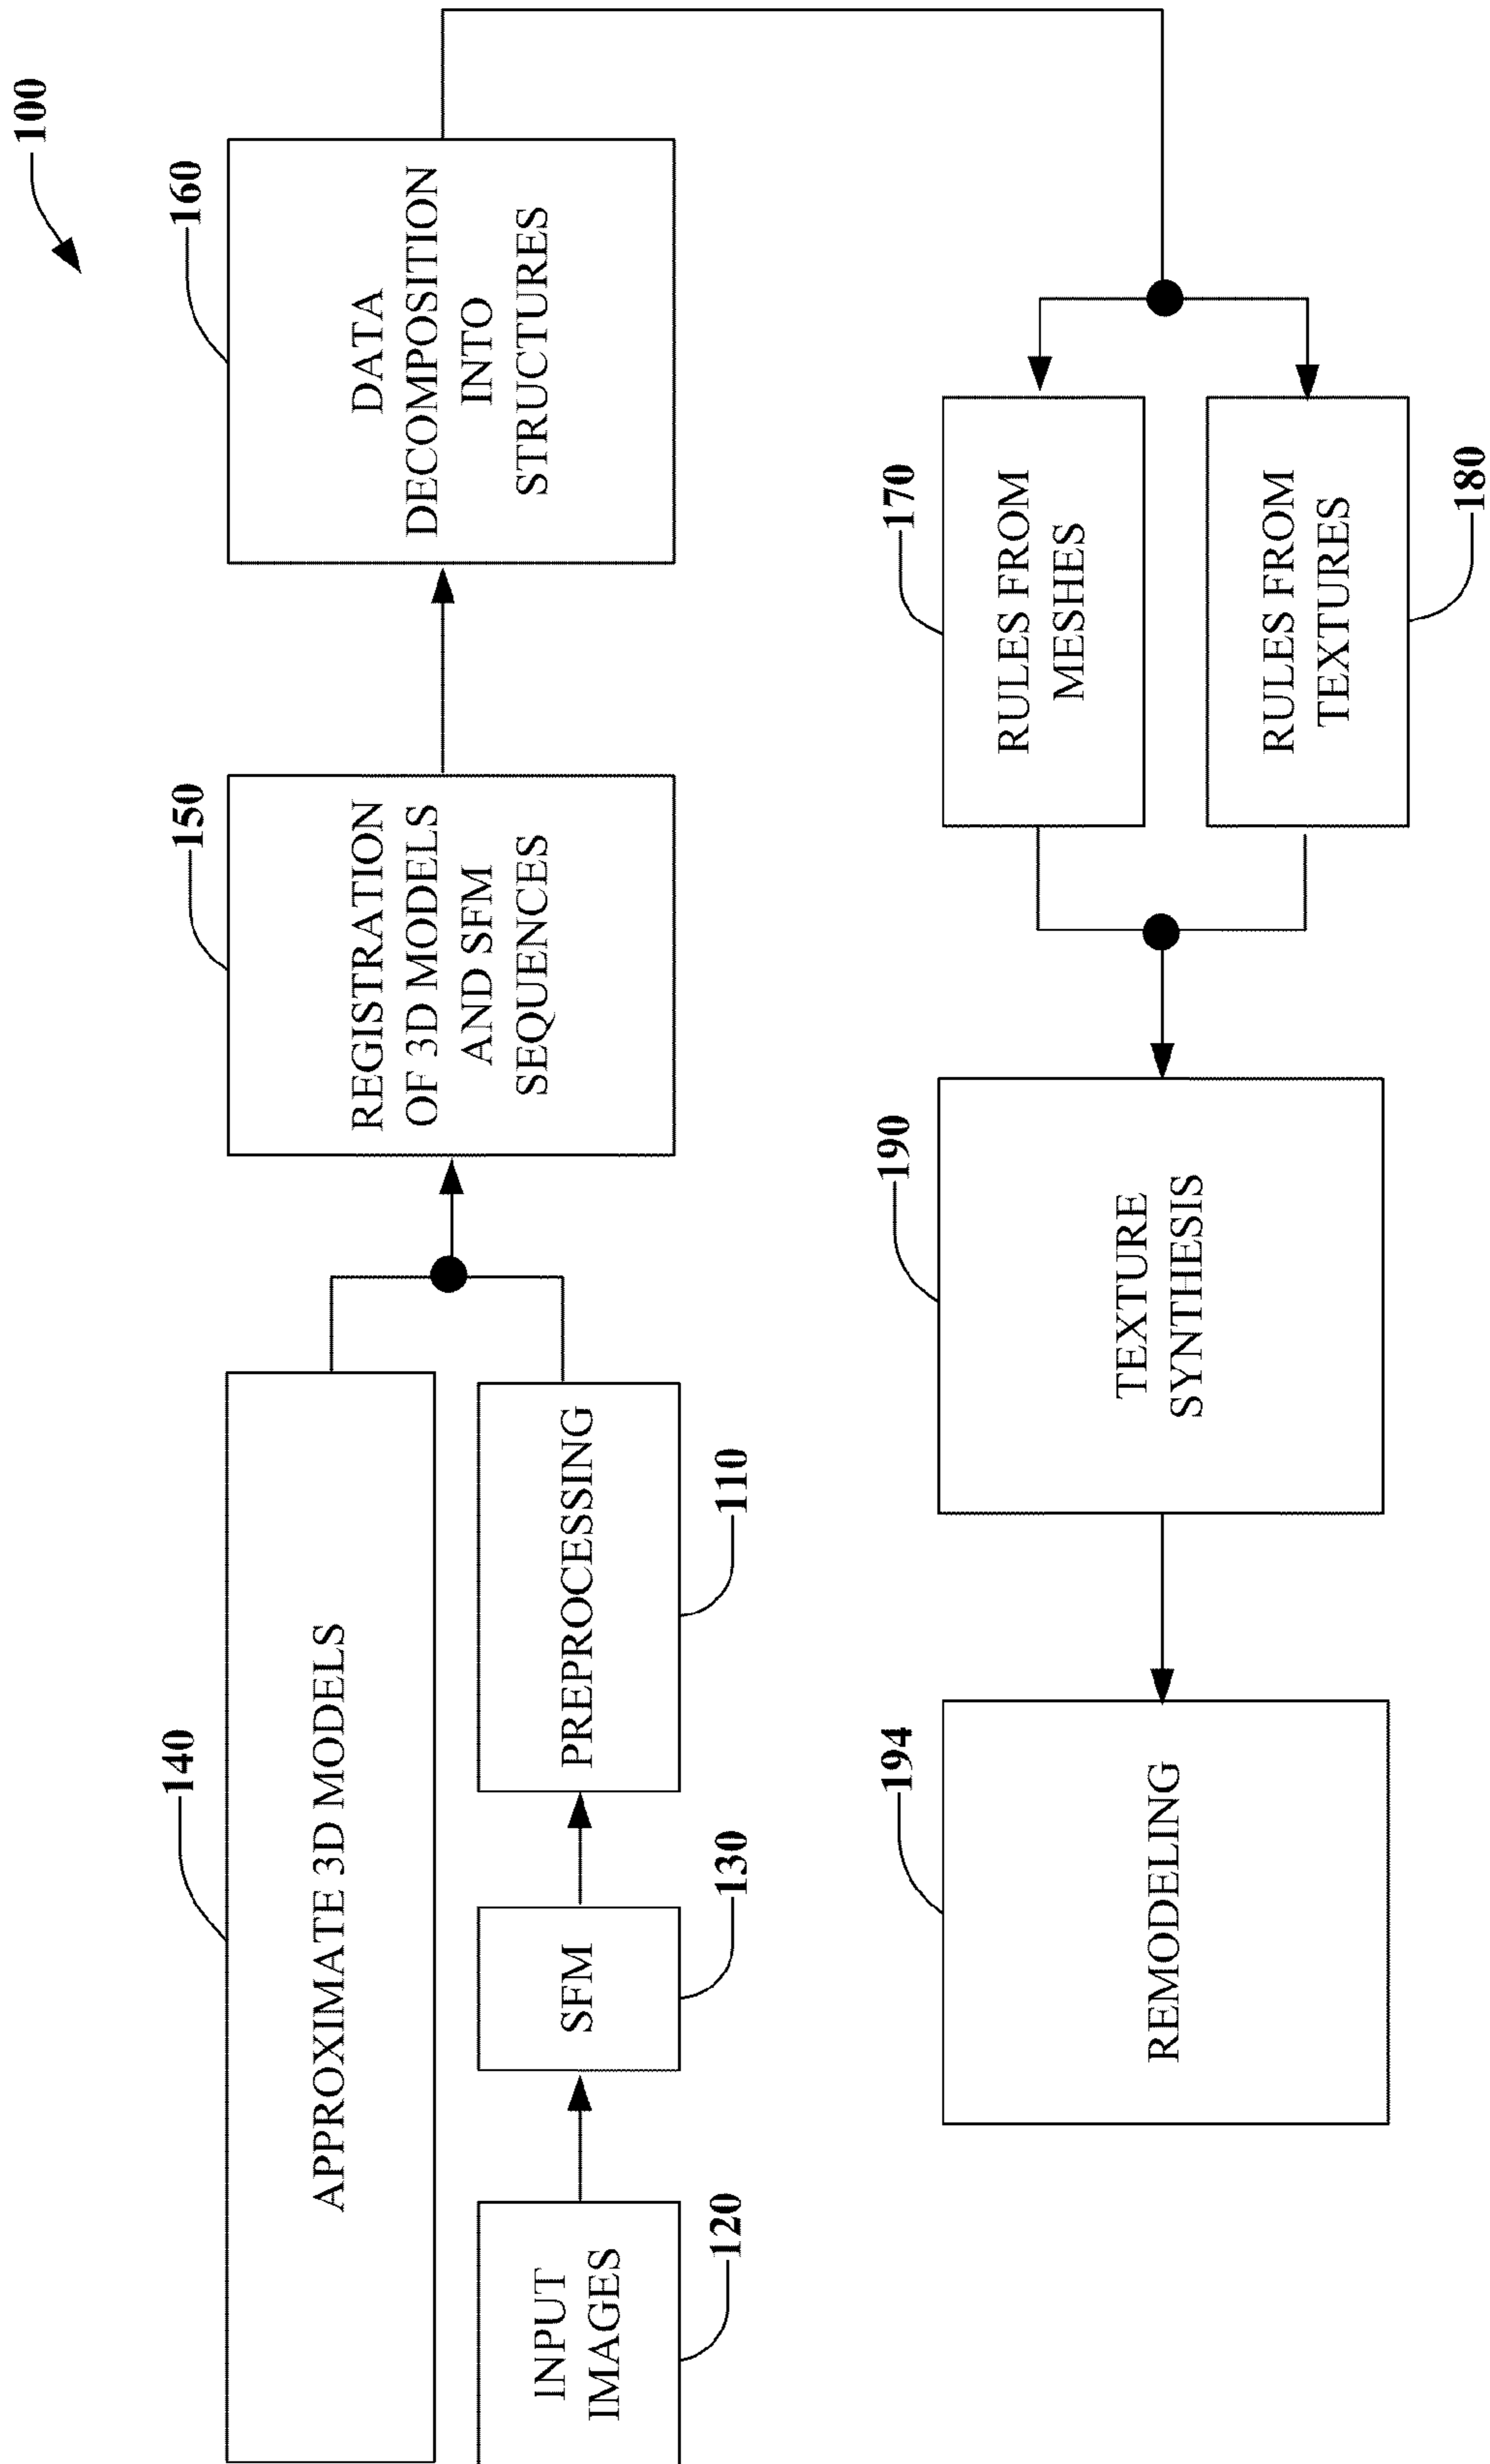 100
140
APPROXIMATE 3D MODELS
INPUT
IMAGES
120
SFM
130
PREPROCESSING
110
150
REGISTRATION
OF 3D MODELS
AND SFM
SEQUENCES
160
DATA
DECOMPOSITION
INTO
STRUCTURES
170
RULES FROM
MESHES
RULES FROM
TEXTURES
180
190
TEXTURE
SYNTHESIS
194
REMODELING